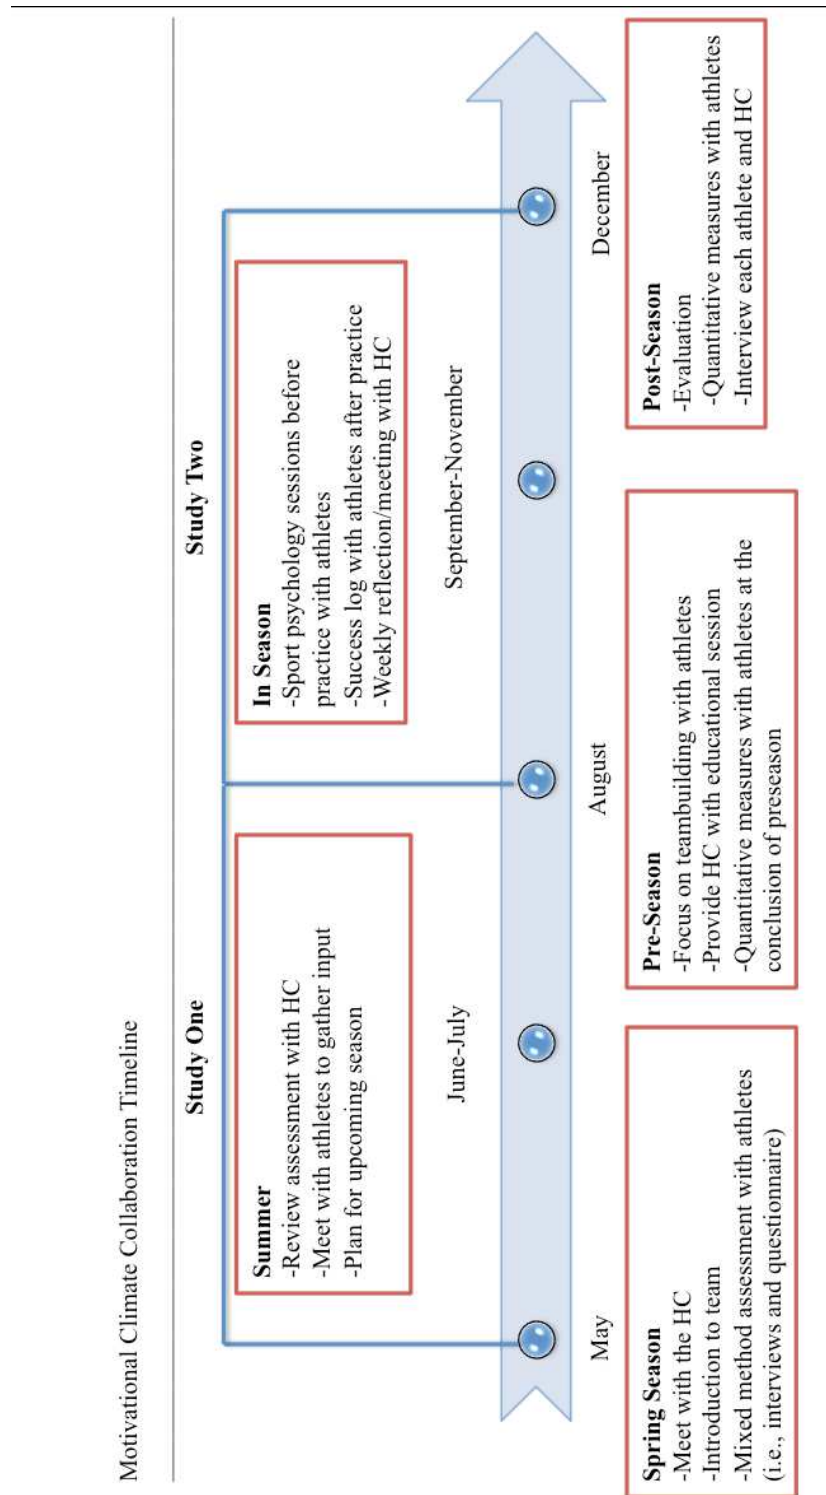 Motivational Climate Collaboration Timeline
Study One
Study Two
Summer
-Review assessment with HC
-Meet with athletes to gather input
-Plan for upcoming season
In Season
-Sport psychology sessions before
practice with athletes
-Success log with athletes after practice
-Weekly reflection/meeting with HC
May
June-July
August
September-November
December
Spring Season
-Meet with the HC
-Introduction to team
-Mixed method assessment with athletes
(i.e., interviews and questionnaire)
Pre-Season
-Focus on teambuilding with athletes
-Provide HC with educational session
-Quantitative measures with athletes at the
conclusion of preseason
Post-Season
-Evaluation
-Quantitative measures with athletes
-Interview each athlete and HC